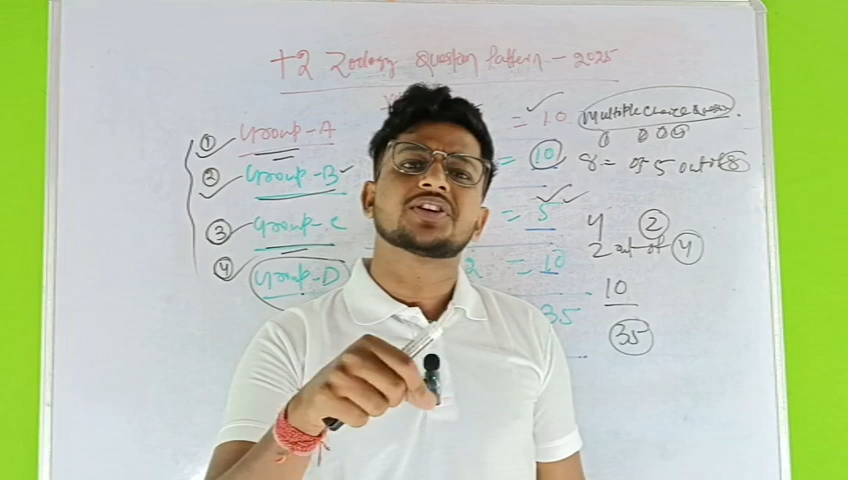 +2 Zoology Question Pattern - 2025
① Group-A = 10 Multiple choice
② Group-B = 10 8 = of 5 out of 8
③ Group-C = 5 4 2
2 out of 4
④ Group-D 2 = 10 10
35 35